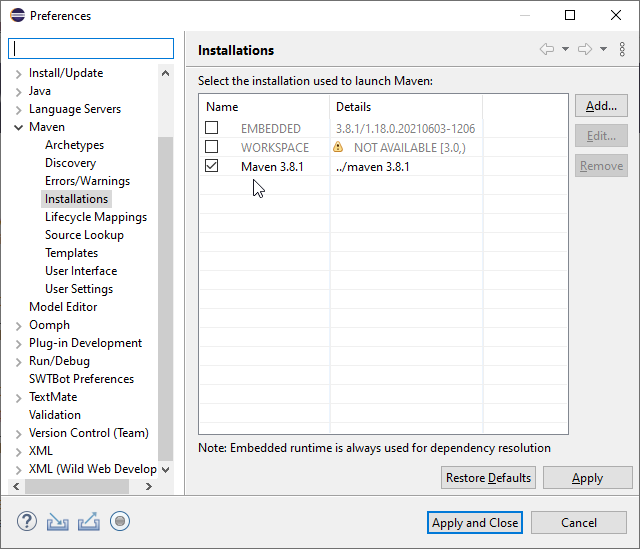 Preferences
Installations
Install/Update
Java
Language Servers
Maven
Archetypes
Discovery
Errors/Warnings
Installations
Lifecycle Mappings
Source Lookup
Templates
User Interface
User Settings
Model Editor
Oomph
Plug-in Development
Run/Debug
SWTBot Preferences
TextMate
Validation
Version Control (Team)
XML
XML (Wild Web Develop
Select the installation used to launch Maven:
Name Details
EMBEDDED 3.8.1/1.18.0.20210603-1206
WORKSPACE NOT AVAILABLE [3.0,)
Maven 3.8.1 ../maven 3.8.1
Add...
Edit...
Remove
Note: Embedded runtime is always used for dependency resolution
Restore Defaults Apply
Apply and Close Cancel